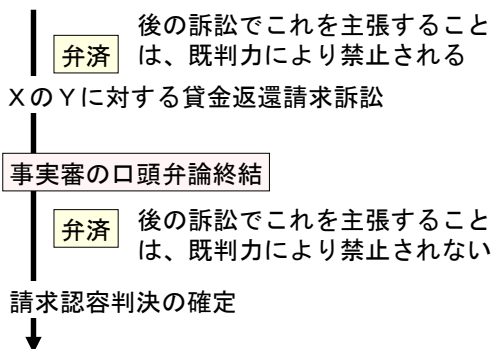 後の訴訟でこれを主張すること
弁済 は、既判力により禁止される
XのYに対する貸金返還請求訴訟
事実審の口頭弁論終結
弁済 後の訴訟でこれを主張すること
は、既判力により禁止されない
請求認容判決の確定